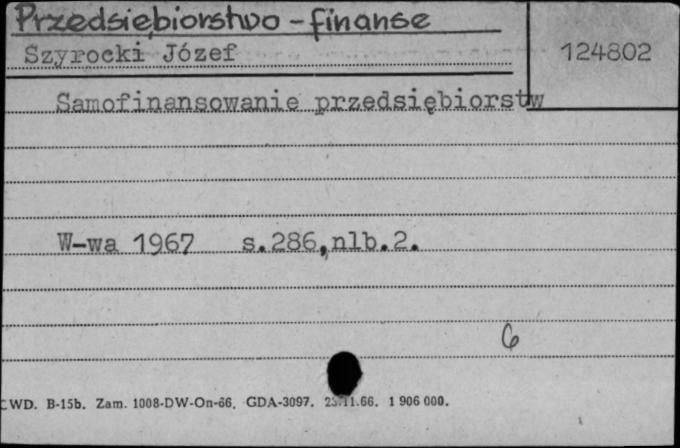 Przedsiębiorstwo - finanse
Szyrocki Józef
124802
Samofinansowanie przedsiębiorstw
W-wa 1967 s.286,nlb.2.
6
CWD. B-15b. Zam. 1008-DW-On-66. GDA-3097. 23.11.66. 1 906 000.